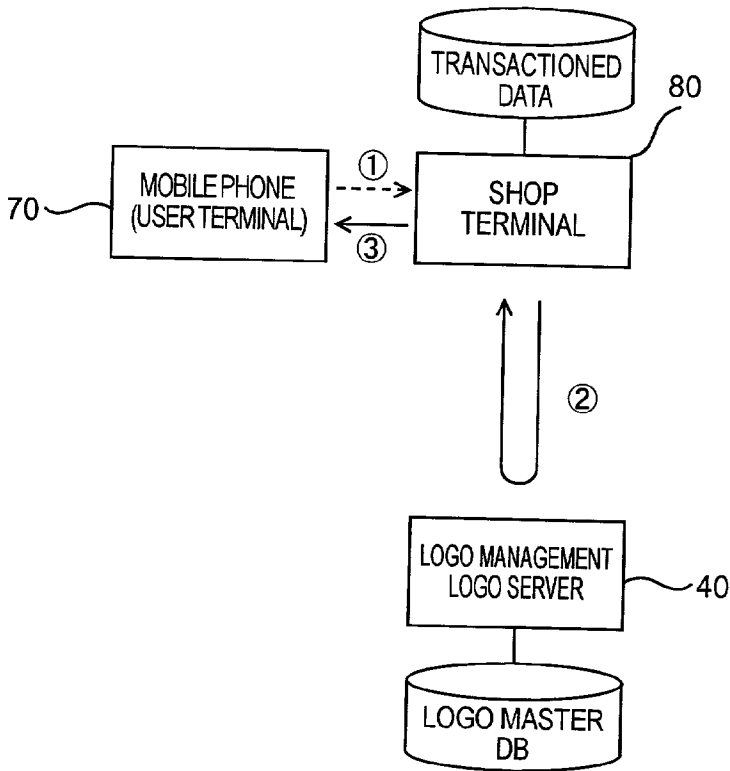 TRANSACTIONED
DATA
80
①
MOBILE PHONE
(USER TERMINAL)
70
SHOP
TERMINAL
③
②
LOGO MANAGEMENT
LOGO SERVER
40
LOGO MASTER
DB